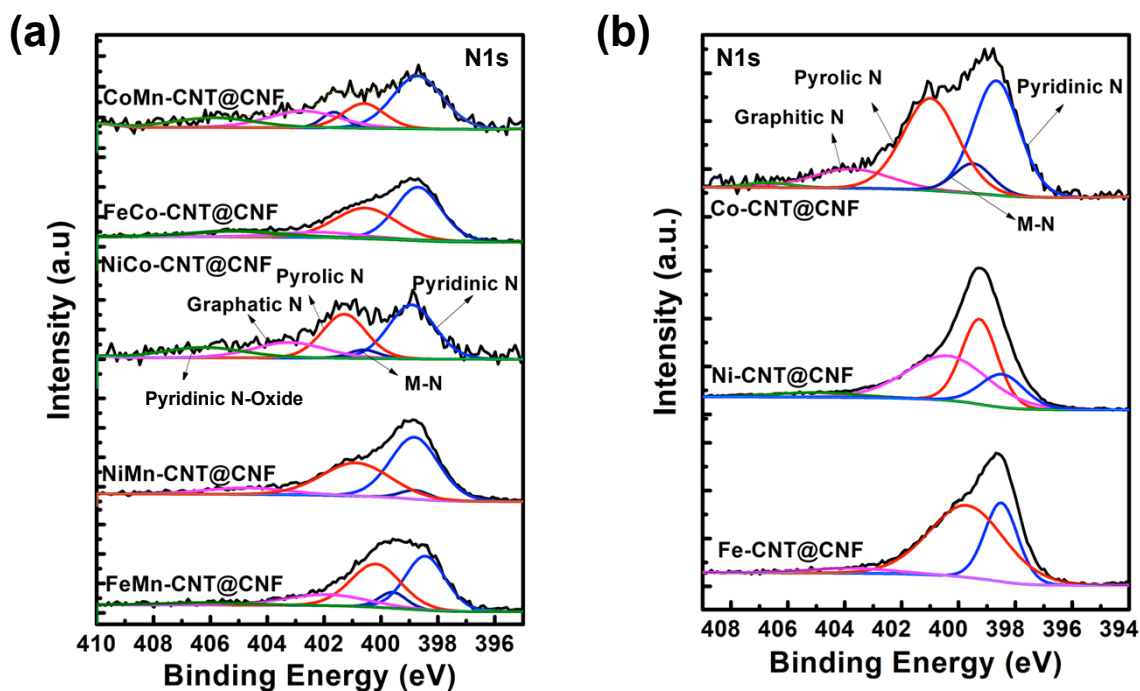 (a)
N1s
CoMn-CNT@CNF
FeCo-CNT@CNF
NiCo-CNT@CNF
Pyrolic N
Graphatic N
Pyridinic N
M-N
Pyridinic N-Oxide
NiMn-CNT@CNF
FeMn-CNT@CNF
Intensity (a.u)
410 408 406 404 402 400 398 396
Binding Energy (eV)
(b)
N1s
Pyrolic N
Pyridinic N
Graphitic N
Co-CNT@CNF
M-N
Ni-CNT@CNF
Fe-CNT@CNF
Intensity (a.u.)
408 406 404 402 400 398 396 394
Binding Energy (eV)